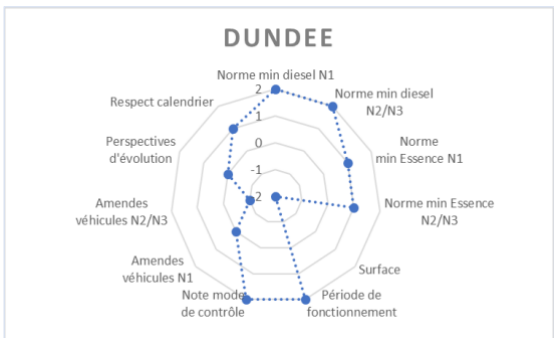 DUNDEE
Norme min diesel N1
Norme min diesel
N2/N3
Norme
min Essence N1
Norme min Essence
N2/N3
Surface
Période de
fonctionnement
Note mode
de contrôle
Amendes
véhicules N1
Amendes
véhicules N2/N3
Perspectives
d'évolution
Respect calendrier
2
1
0
-1
2